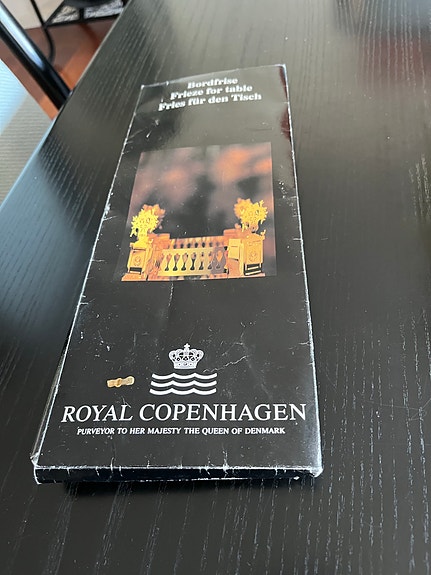 Bordfrise
Frieze for table
Fries für den Tisch
ROYAL COPENHAGEN
PURVEYOR TO HER MAJESTY THE QUEEN OF DENMARK